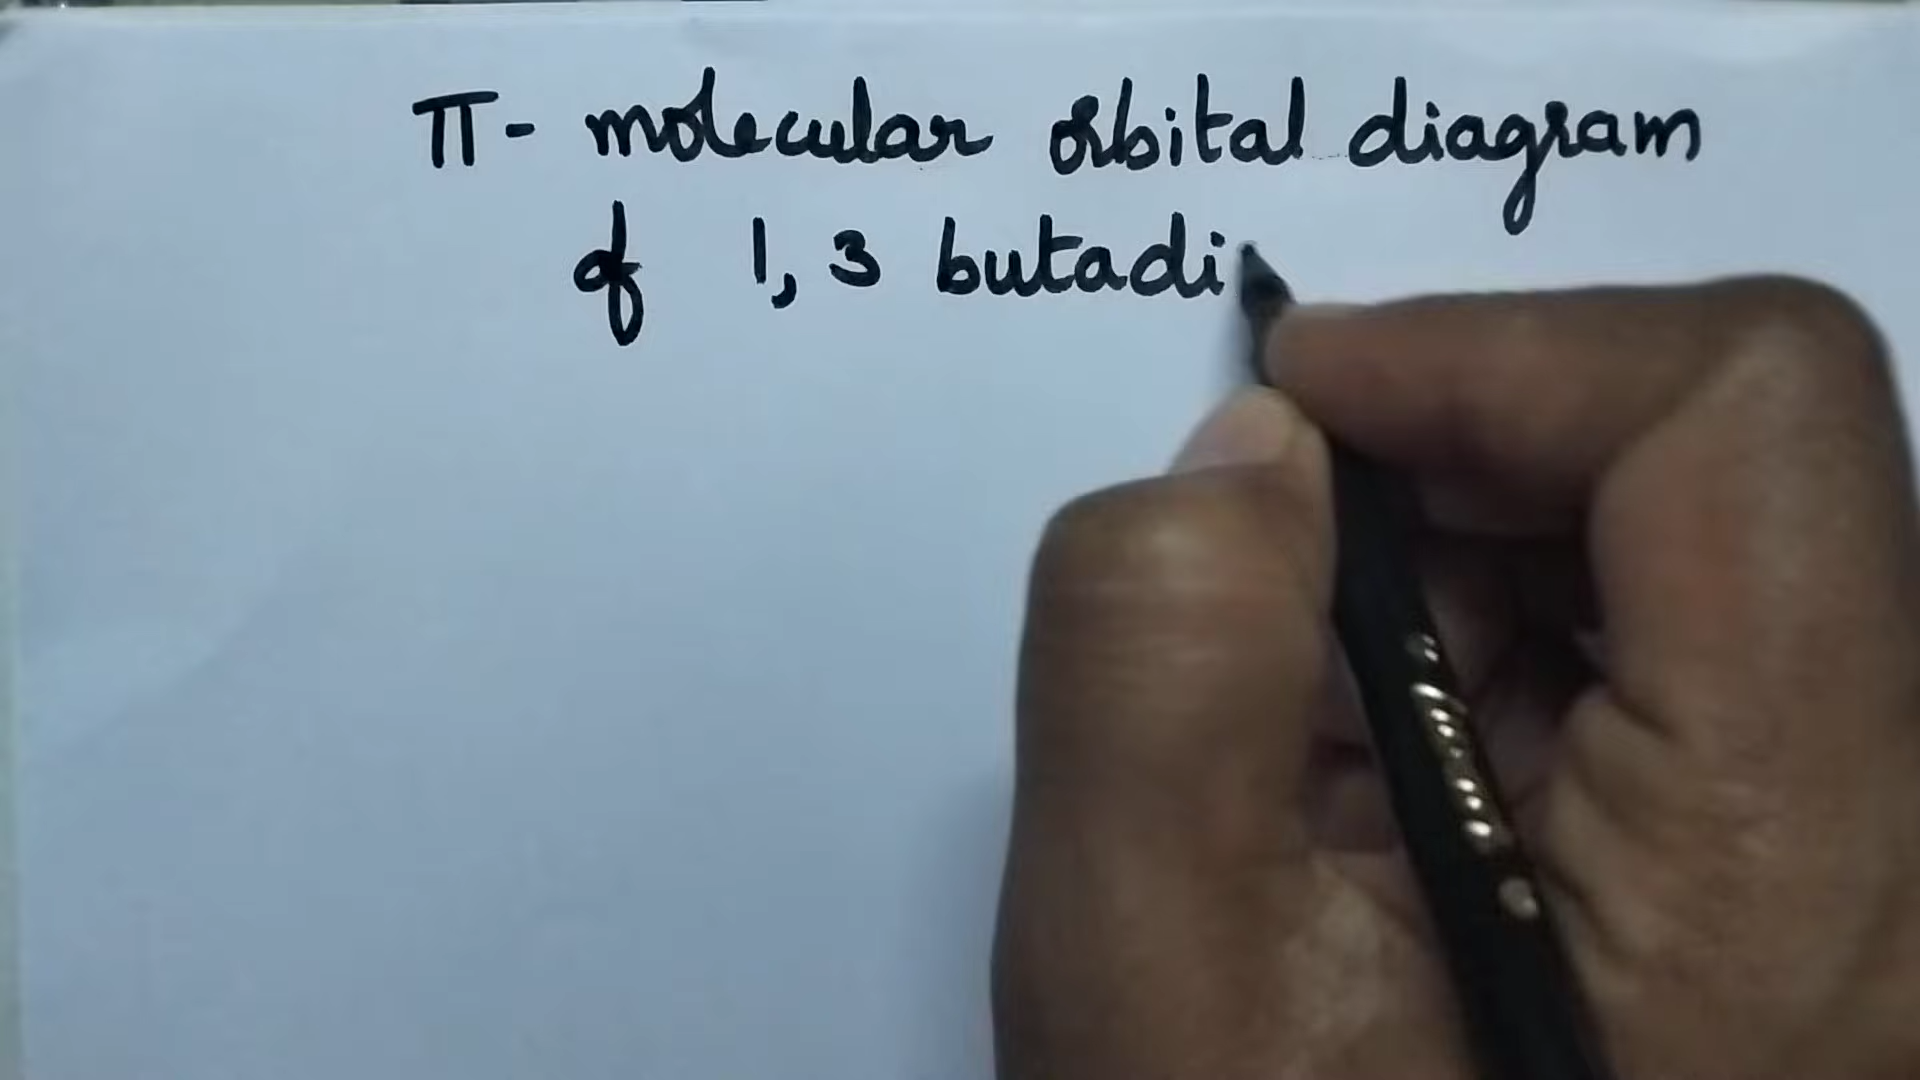 π- molecular orbital diagram
of 1, 3 butadi